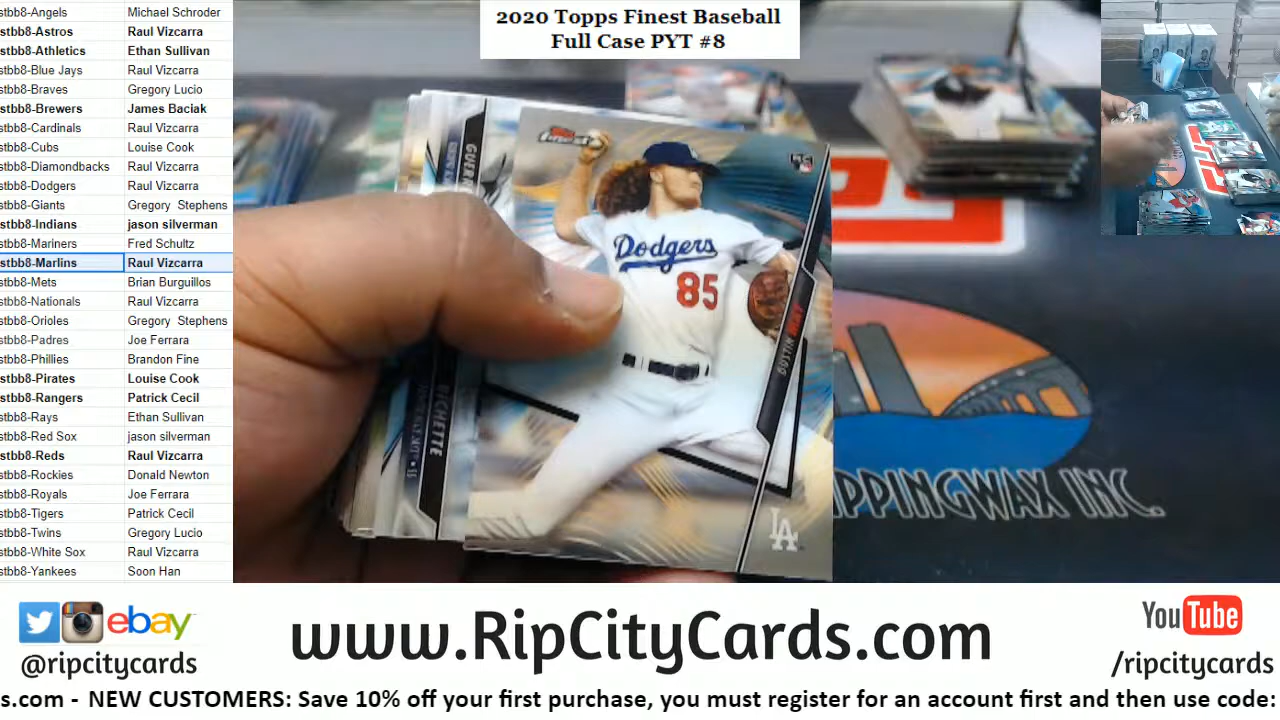 2020 Topps Finest Baseball
Full Case PYT #8
stbb8-Angels Michael Schroder
stbb8-Astros Raul Vizcarra
stbb8-Athletics Ethan Sullivan
stbb8-Blue Jays Raul Vizcarra
stbb8-Braves Gregory Lucio
stbb8-Brewers James Baciak
stbb8-Cardinals Raul Vizcarra
stbb8-Cubs Louise Cook
stbb8-Diamondbacks Raul Vizcarra
stbb8-Dodgers Raul Vizcarra
stbb8-Giants Gregory Stephens
stbb8-Indians jason silverman
stbb8-Mariners Fred Schultz
stbb8-Marlins Raul Vizcarra
stbb8-Mets Brian Burguillos
stbb8-Nationals Raul Vizcarra
stbb8-Orioles Gregory Stephens
stbb8-Padres Joe Ferrara
stbb8-Phillies Brandon Fine
stbb8-Pirates Louise Cook
stbb8-Rangers Patrick Cecil
stbb8-Rays Ethan Sullivan
stbb8-Red Sox jason silverman
stbb8-Reds Raul Vizcarra
stbb8-Rockies Donald Newton
stbb8-Royals Joe Ferrara
stbb8-Tigers Patrick Cecil
stbb8-Twins Gregory Lucio
stbb8-White Sox Raul Vizcarra
stbb8-Yankees Soon Han
finest
RC
Dodgers
85
DUSTIN MAY
LA
BICHETTE
PPINGWAX INC.
ebay
@ripcitycards
www.RipCityCards.com
YouTube
/ripcitycards
s.com - NEW CUSTOMERS: Save 10% off your first purchase, you must register for an account first and then use code: